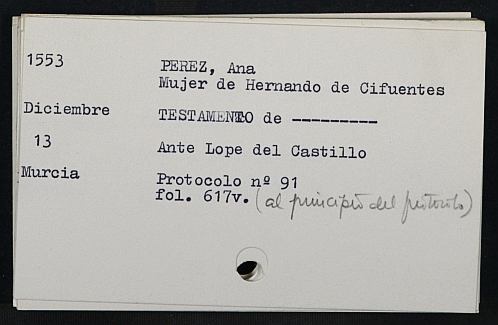 1553
PEREZ, Ana
Mujer de Hernando de Cifuentes
Diciembre
TESTAMENTO de ---------
13
Ante Lope del Castillo
Murcia
Protocolo nº 91
fol. 617v. (al principio del protocolo)